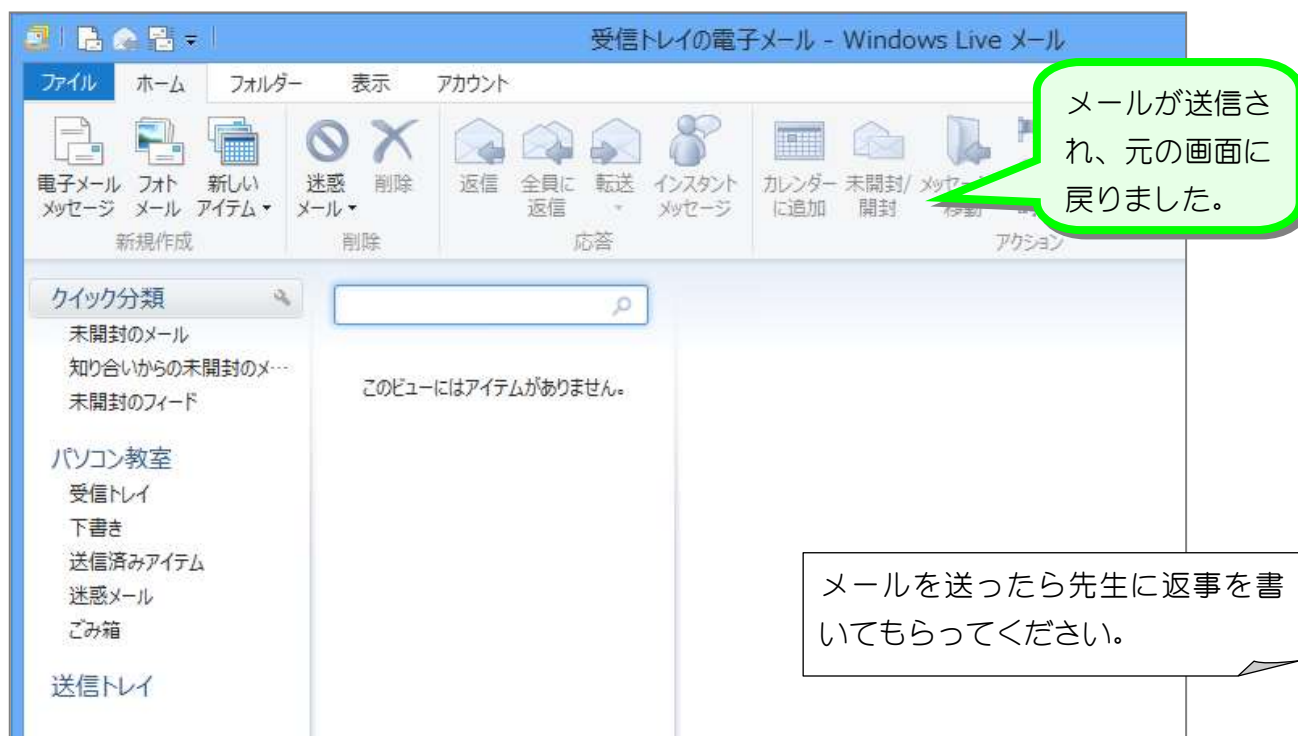 受信トレイの電子メール - Windows Live メール
ファイル ホーム フォルダー 表示 アカウント
メールが送信さ
れ、元の画面に
戻りました。
電子メール
メッセージ
フォト
メール
新しい
アイテム
迷惑
メール
削除
返信
全員に
返信
転送
インスタント
メッセージ
カレンダー
に追加
未開封/
開封
新規作成 削除 応答 アクション
クイック分類
未開封のメール
知り合いからの未開封のメ…
未開封のフィード
このビューにはアイテムがありません。
パソコン教室
受信トレイ
下書き
送信済みアイテム
迷惑メール
ごみ箱
送信トレイ
メールを送ったら先生に返事を書
いてもらってください。